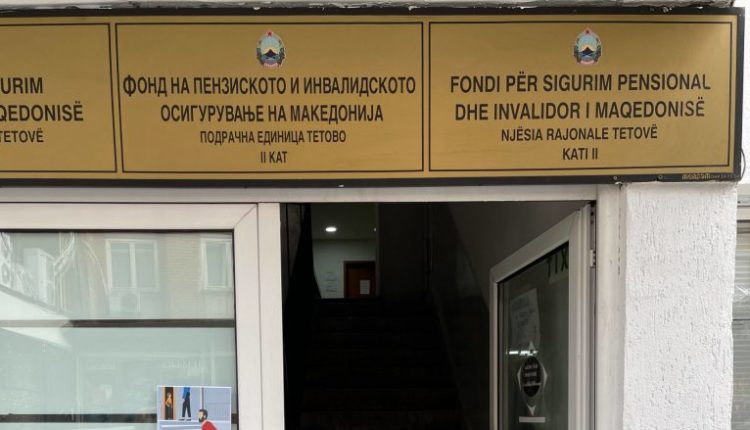 SIGURIM
MAQEDONISË
TETOVË
ФОНД НА ПЕНЗИСКОТО И ИНВАЛИДСКОТО
ОСИГУРУВАЊЕ НА МАКЕДОНИЈА
ПОДРАЧНА ЕДИНИЦА ТЕТОВО
II КАТ
FONDI PËR SIGURIM PENSIONAL
DHE INVALIDOR I MAQEDONISË
NJËSIA RAJONALE TETOVË
KATI II